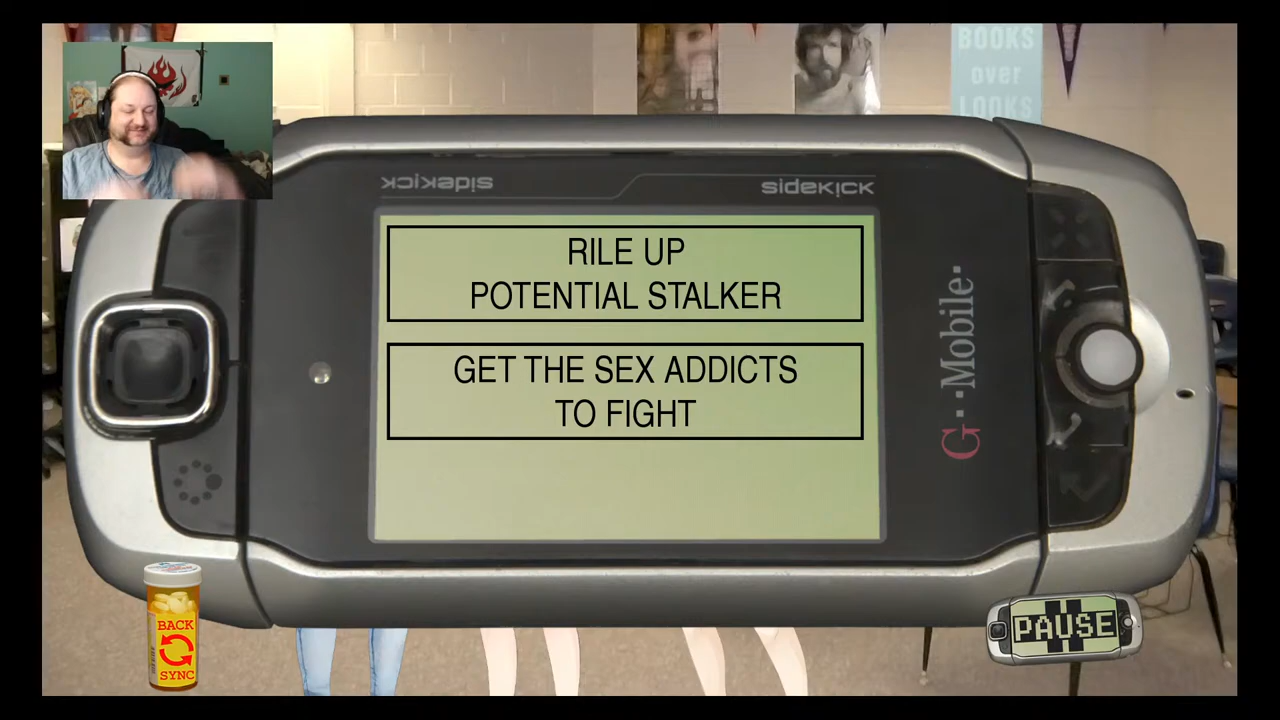 BOOKS
over
LOOKS
sidekick
sidekick
RILE UP
POTENTIAL STALKER
GET THE SEX ADDICTS
TO FIGHT
G··Mobile·
BACK
SYNC
PAUSE